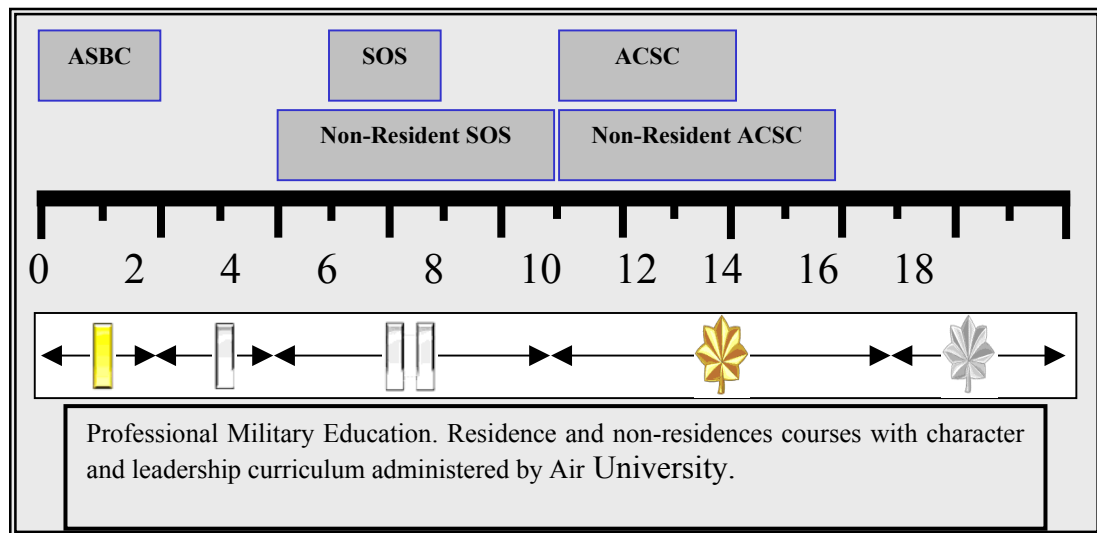 ASBC SOS ACSC
Non-Resident SOS Non-Resident ACSC
0 2 4 6 8 10 12 14 16 18
Professional Military Education. Residence and non-residences courses with character
and leadership curriculum administered by Air University.